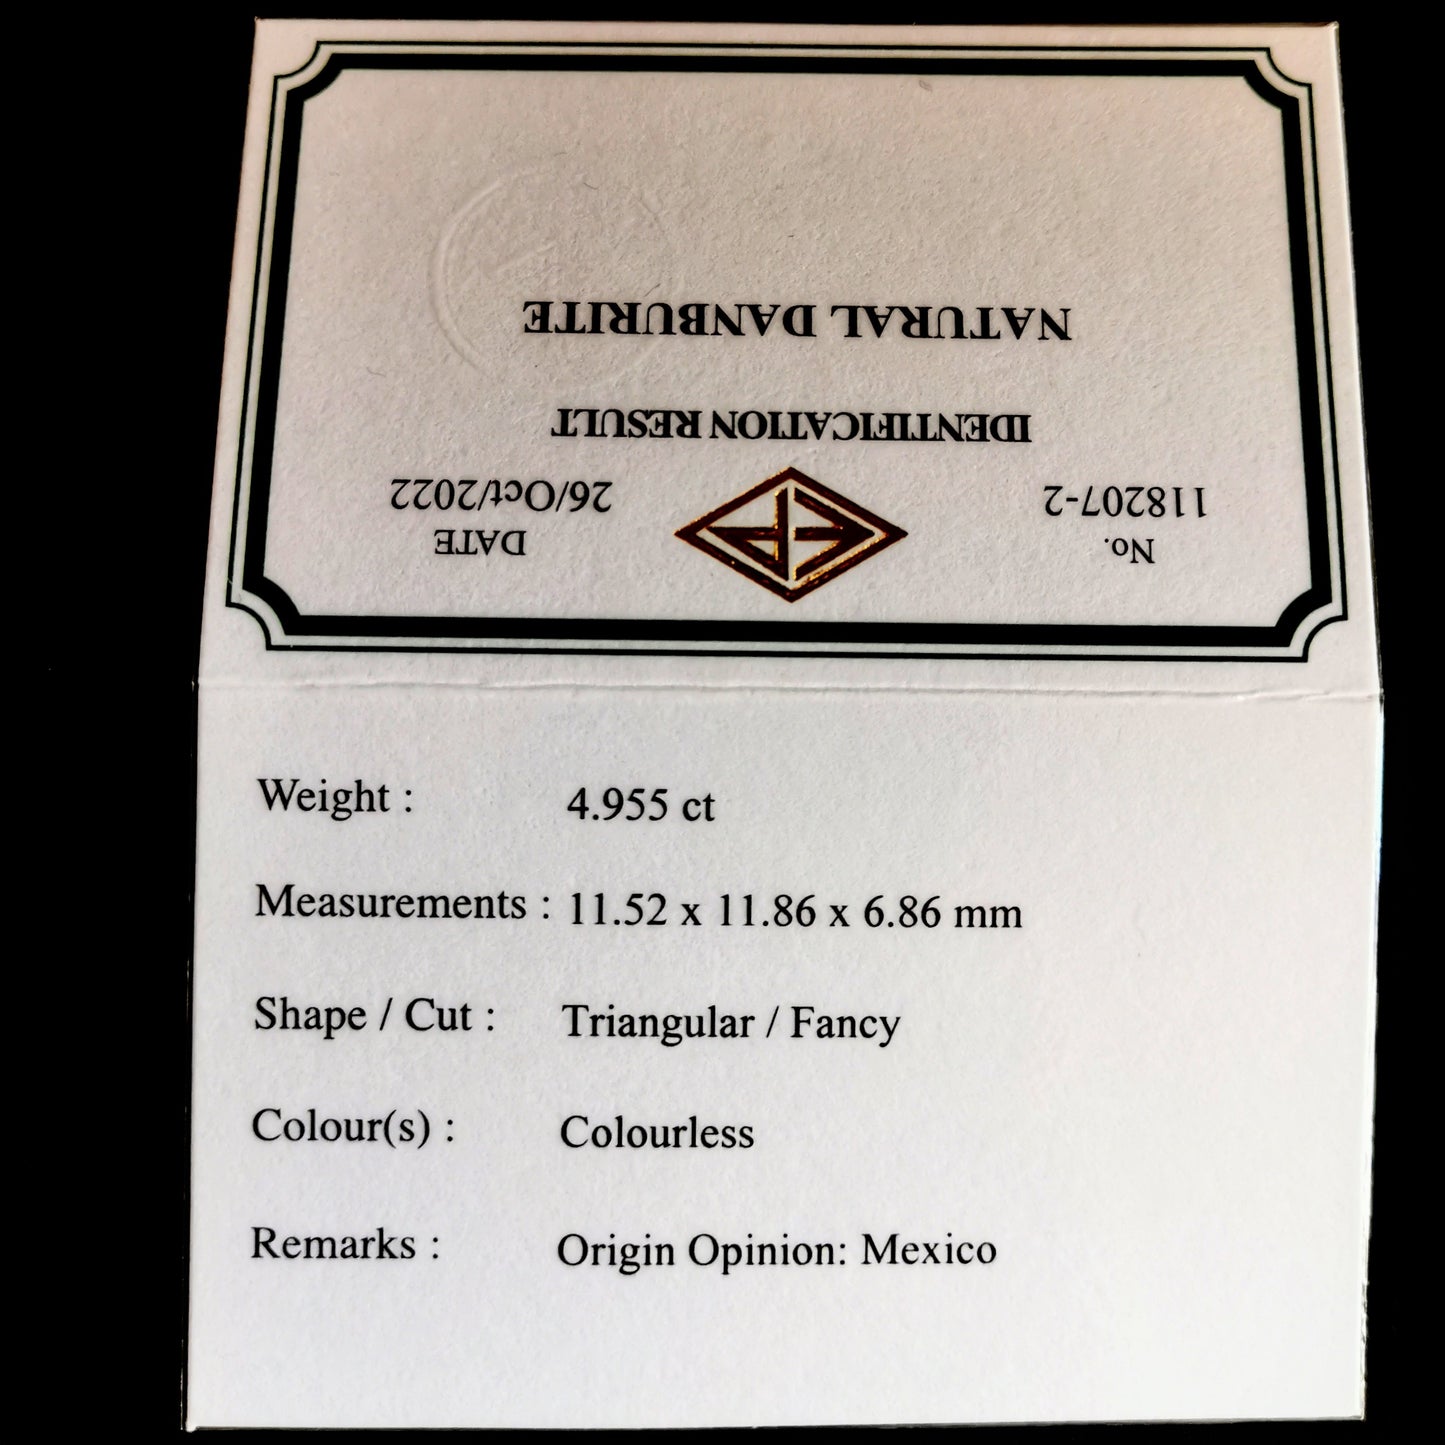 No.
118207-2
DATE
26/Oct/2022
IDENTIFICATION RESULT
NATURAL DANBURITE
Weight : 4.955 ct
Measurements : 11.52 x 11.86 x 6.86 mm
Shape / Cut : Triangular / Fancy
Colour(s) : Colourless
Remarks : Origin Opinion: Mexico